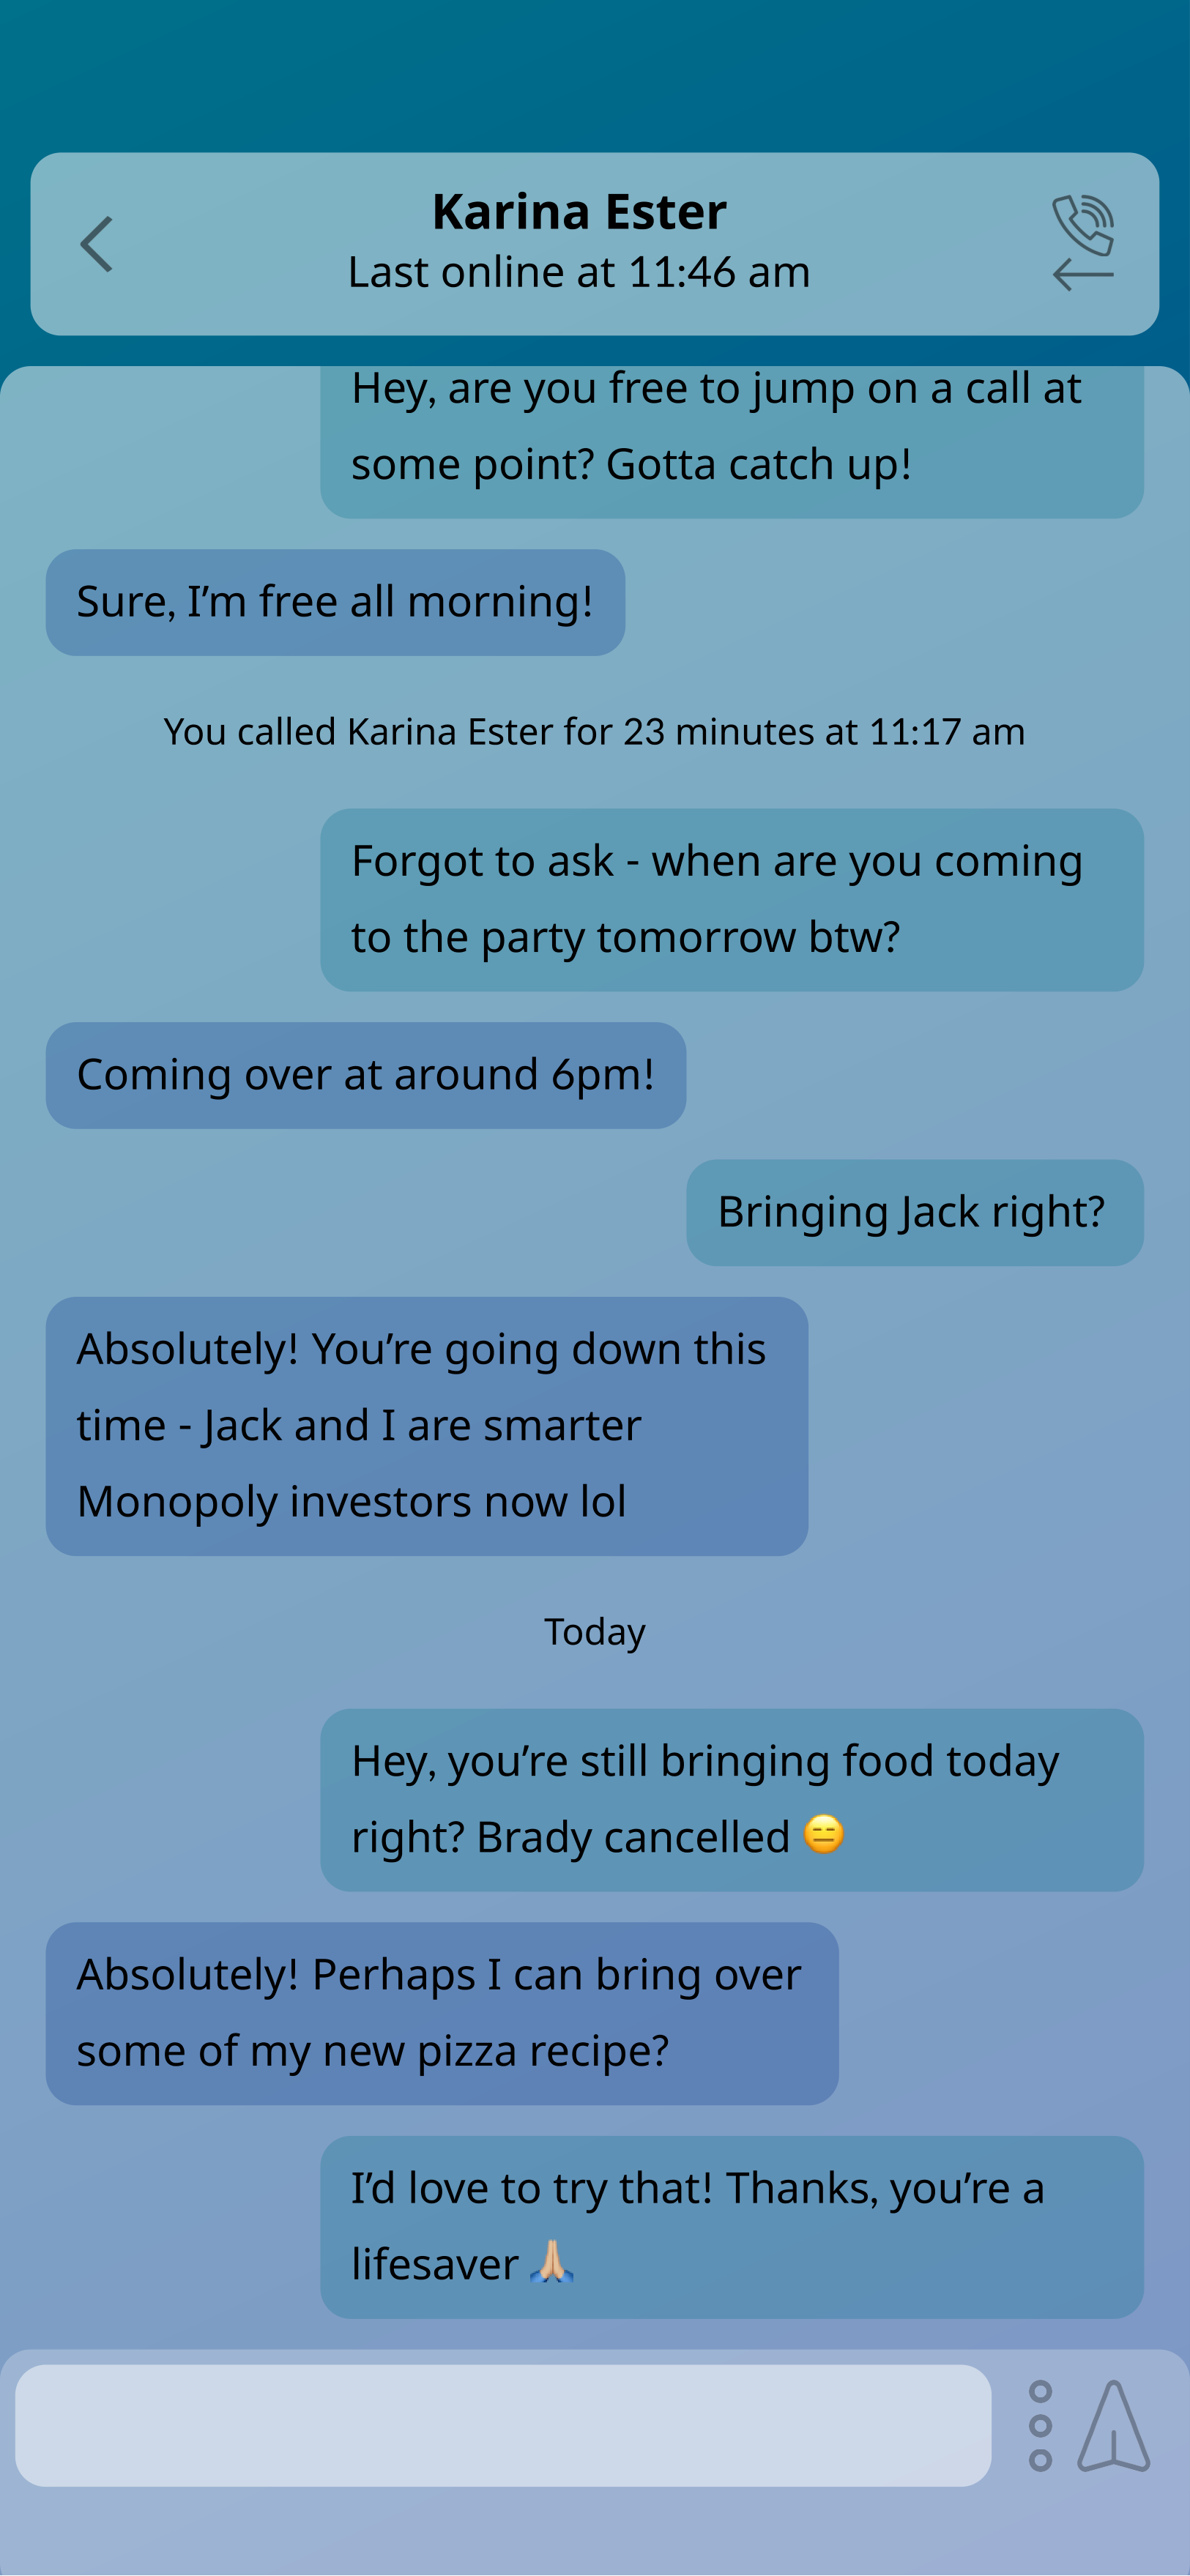 Karina Ester
Last online at 11:46 am
Hey, are you free to jump on a call at
some point? Gotta catch up!
Sure, I’m free all morning!
You called Karina Ester for 23 minutes at 11:17 am
Forgot to ask - when are you coming
to the party tomorrow btw?
Coming over at around 6pm!
Bringing Jack right?
Absolutely! You’re going down this
time - Jack and I are smarter
Monopoly investors now lol
Today
Hey, you’re still bringing food today
right? Brady cancelled 😑
Absolutely! Perhaps I can bring over
some of my new pizza recipe?
I’d love to try that! Thanks, you’re a
lifesaver 🙏🏼